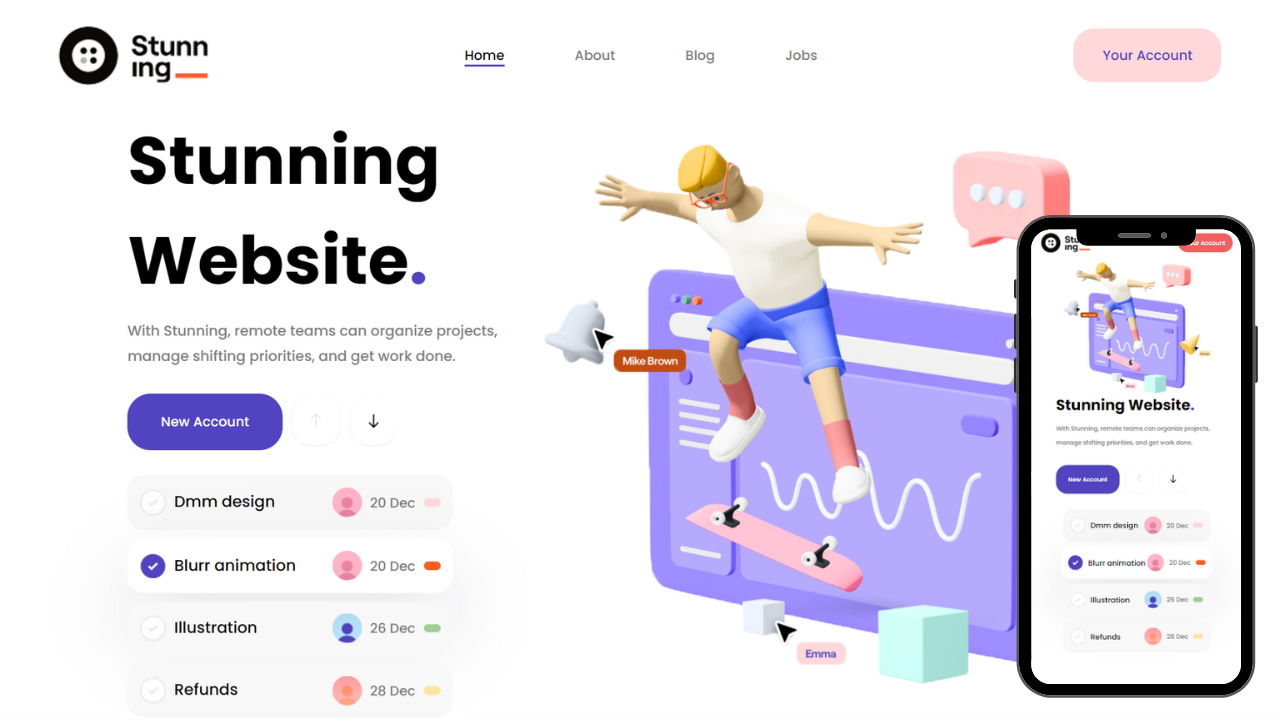 Stunn
ing
Home
About
Blog
Jobs
Your Account
Stunning
Website.
With Stunning, remote teams can organize projects,
manage shifting priorities, and get work done.
New Account
Dmm design
20 Dec
Blurr animation
20 Dec
Illustration
26 Dec
Refunds
28 Dec
Mike Brown
Emma
ing
Account
Stunning Website.
With Stunning, remote teams can organize projects,
manage shifting priorities, and get work done.
New Account
Dmm design
20 Dec
Blurr animation
20 Dec
Illustration
26 Dec
Refunds
28 Dec